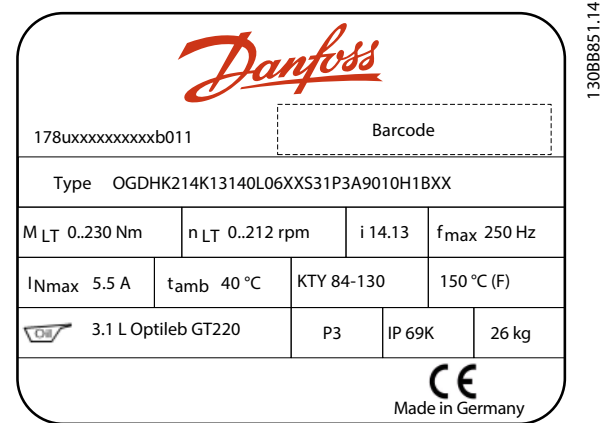 Danfoss
130BB851.14
178uxxxxxxxxxxb011
Barcode
Type OGDHK214K13140L06XXS31P3A9010H1BXX
M LT 0..230 Nm n LT 0..212 rpm i 14.13 fmax 250 Hz
INmax 5.5 A tamb 40 °C KTY 84-130 150 °C (F)
Oil 3.1 L Optileb GT220 P3 IP 69K 26 kg
CE
Made in Germany